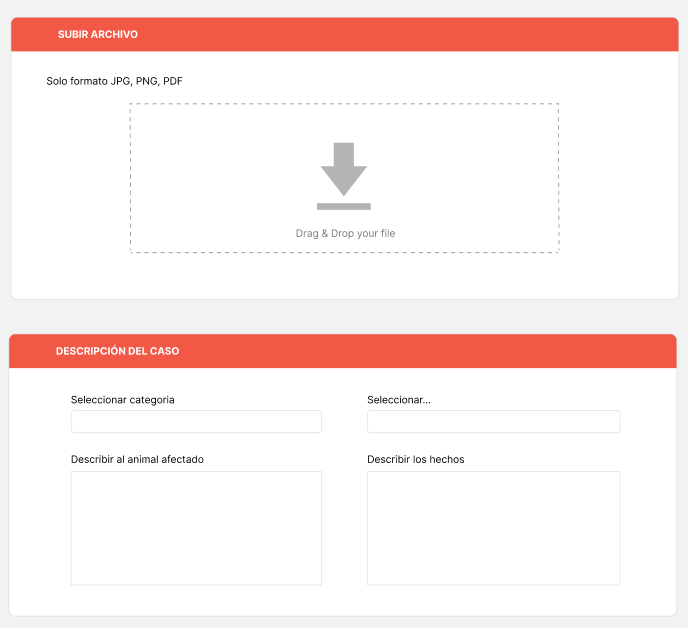 SUBIR ARCHIVO
Solo formato JPG, PNG, PDF
Drag & Drop your file
DESCRIPCIÓN DEL CASO
Seleccionar categoria
Seleccionar...
Describir al animal afectado
Describir los hechos